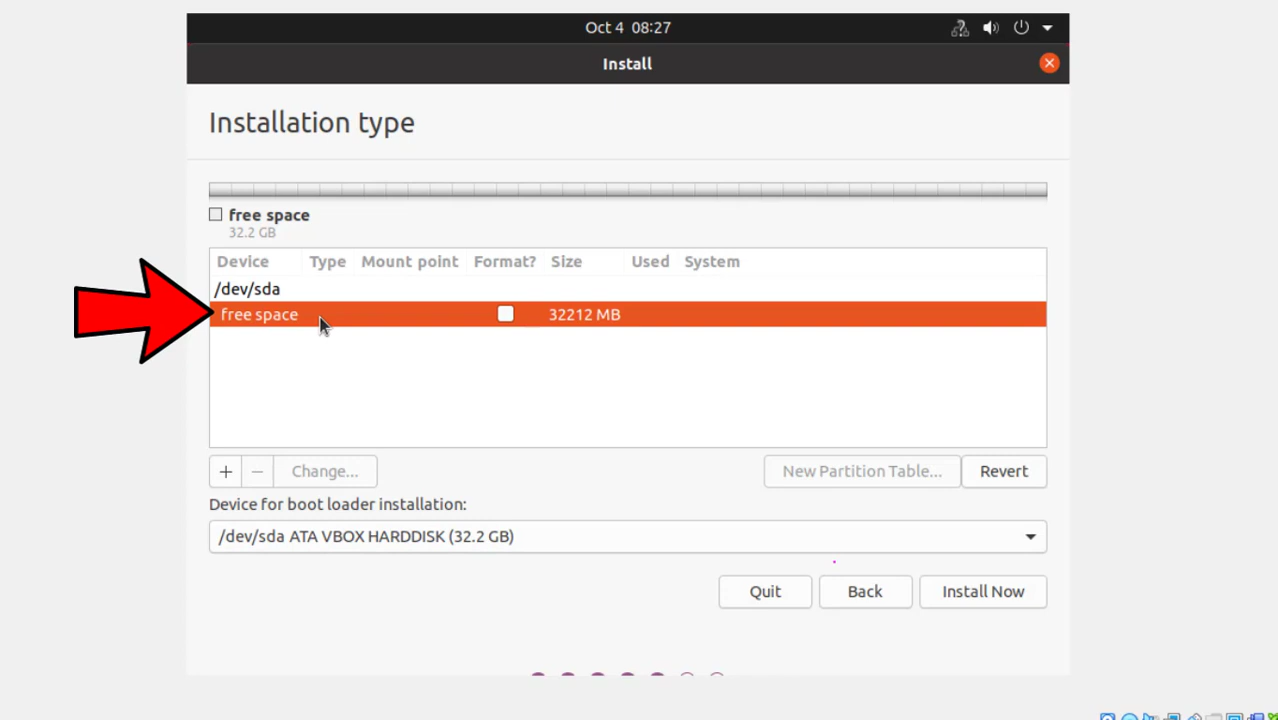 Oct 4 08:27
Install
Installation type
free space
32.2 GB
Device Type Mount point Format? Size Used System
/dev/sda
free space 32212 MB
+ − Change... New Partition Table... Revert
Device for boot loader installation:
/dev/sda ATA VBOX HARDDISK (32.2 GB)
Quit Back Install Now